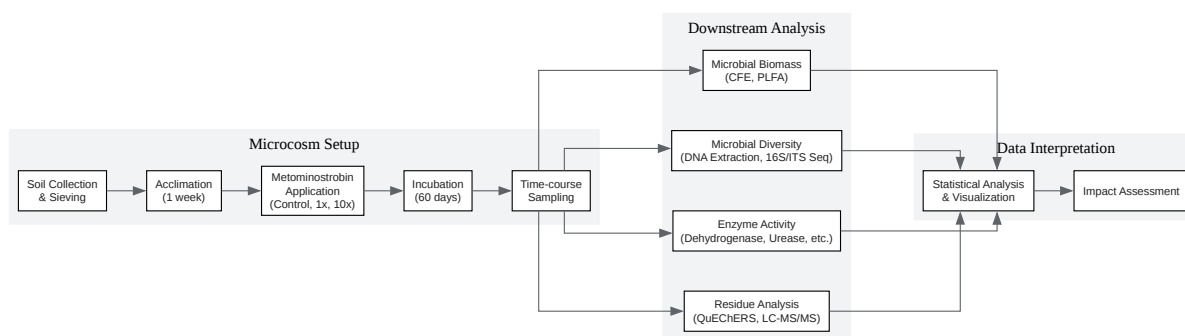 Downstream Analysis
Microbial Biomass
(CFE, PLFA)
Microcosm Setup
Microbial Diversity
(DNA Extraction, 16S/ITS Seq)
Data Interpretation
Soil Collection
& Sieving
Acclimation
(1 week)
Metominostrobin
Application
(Control, 1x, 10x)
Incubation
(60 days)
Time-course
Sampling
Statistical Analysis
& Visualization
Impact Assessment
Enzyme Activity
(Dehydrogenase, Urease, etc.)
Residue Analysis
(QuEChERS, LC-MS/MS)